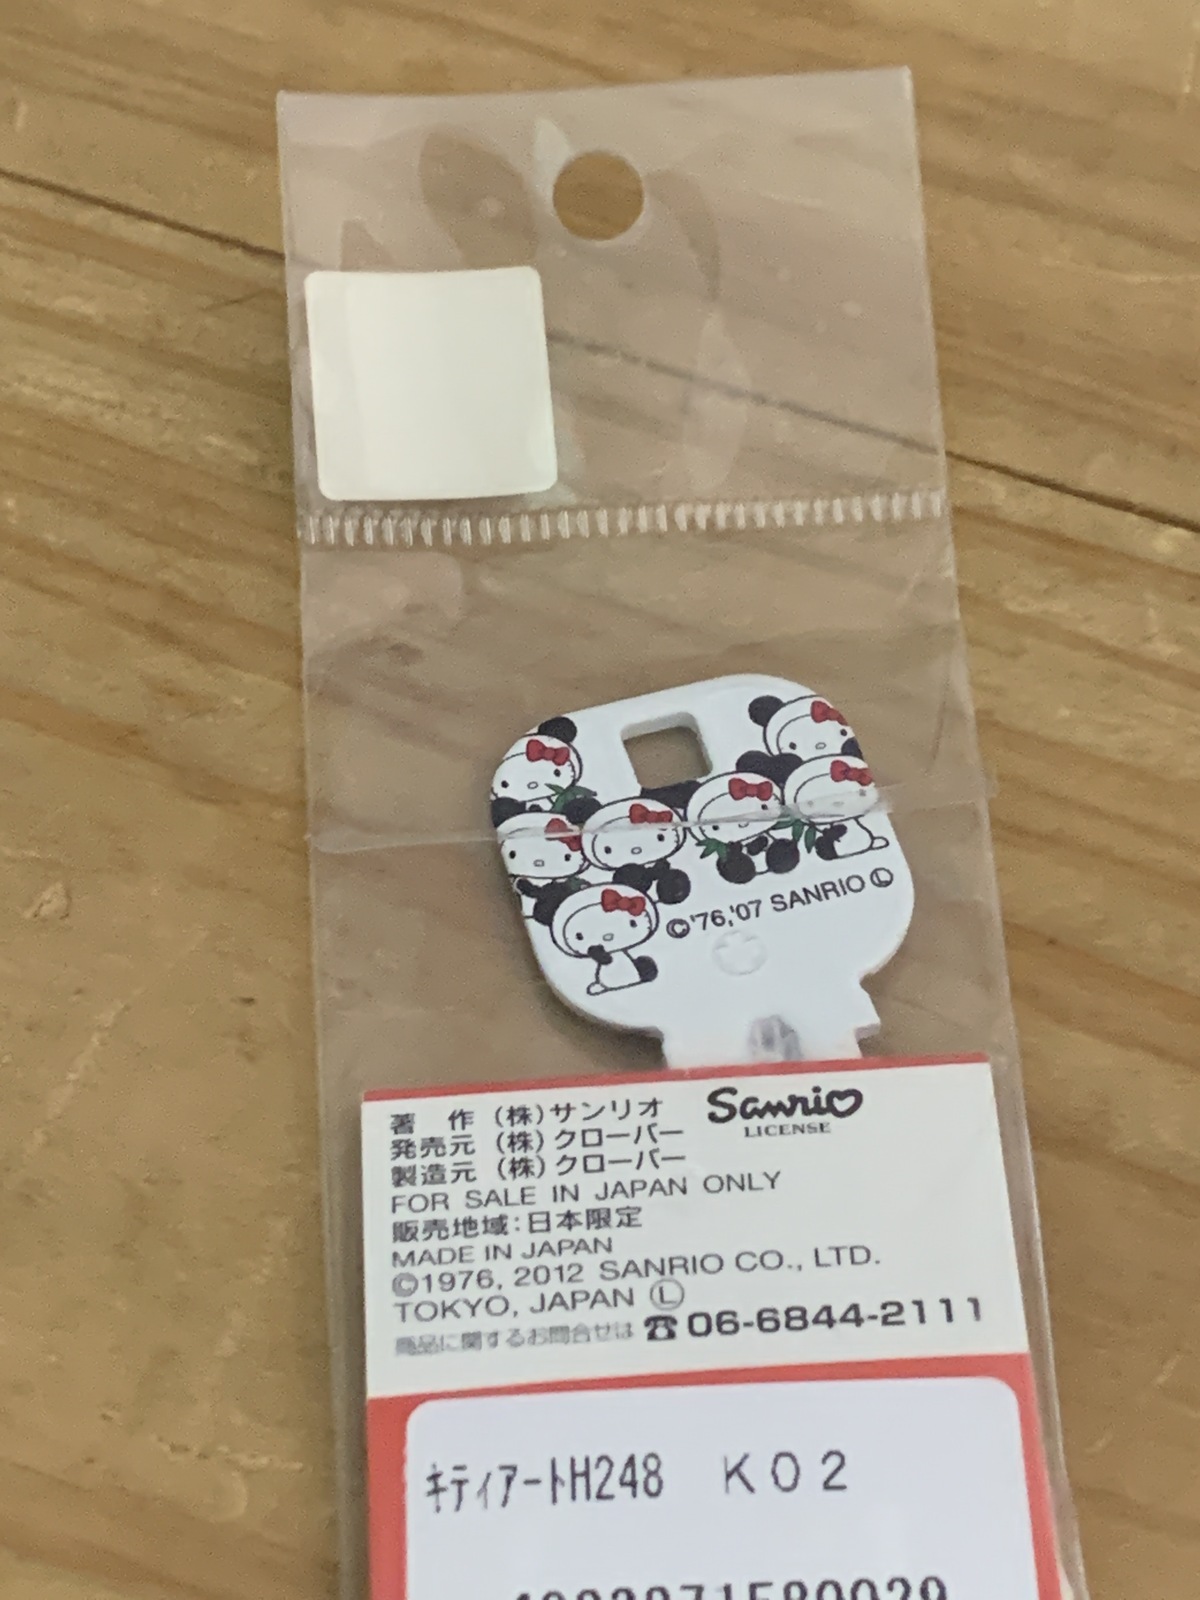 ©'76,'07 SANRIO Ⓛ
著　作 (株)サンリオ
Sanrio
LICENSE
発売元 (株)クローバー
製造元 (株)クローバー
FOR SALE IN JAPAN ONLY
販売地域:日本限定
MADE IN JAPAN
©1976, 2012 SANRIO CO., LTD.
TOKYO, JAPAN Ⓛ
商品に関するお問合せは ☎06-6844-2111
キティアートH248　K02